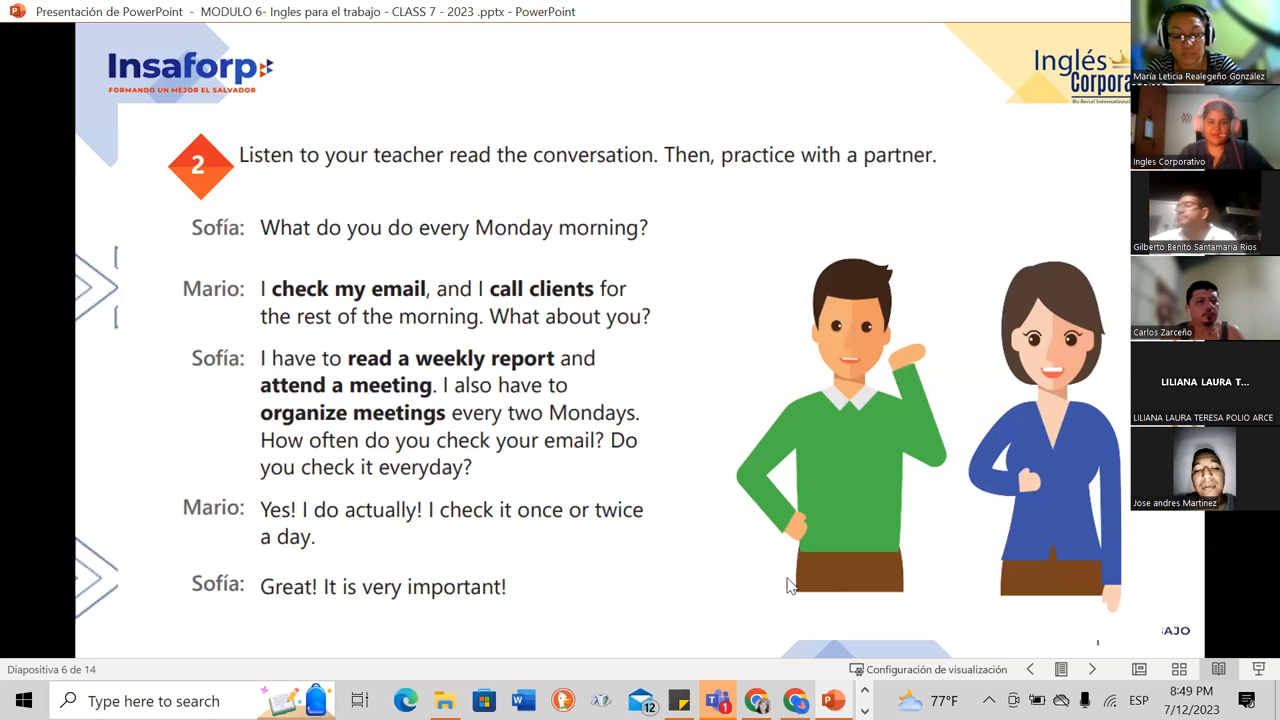 Presentación de PowerPoint - MODULO 6- Ingles para el trabajo - CLASS 7 - 2023 .pptx - PowerPoint
Insaforp
FORMANDO UN MEJOR EL SALVADOR
Inglés
Corpora
By Regal International
2
Listen to your teacher read the conversation. Then, practice with a partner.
Sofía: What do you do every Monday morning?
Mario: I check my email, and I call clients for
the rest of the morning. What about you?
Sofía: I have to read a weekly report and
attend a meeting. I also have to
organize meetings every two Mondays.
How often do you check your email? Do
you check it everyday?
Mario: Yes! I do actually! I check it once or twice
a day.
Sofía: Great! It is very important!
AJO
María Leticia Realegeño González
Ingles Corporativo
Gilberto Benito Santamaria Rios
Carlos Zarceño
LILIANA LAURA T...
LILIANA LAURA TERESA POLIO ARCE
Jose andres Martinez
Diapositiva 6 de 14
Configuración de visualización
Type here to search
12
1
77°F
ESP
8:49 PM
7/12/2023